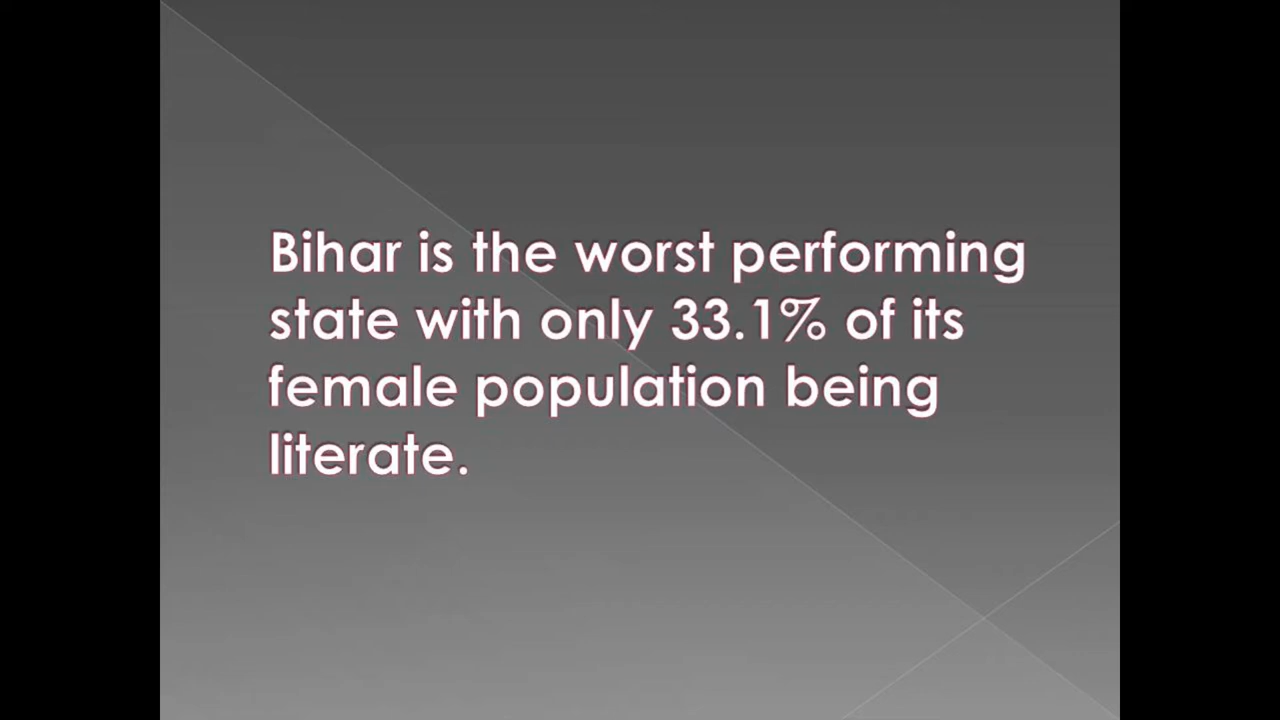 Bihar is the worst performing
state with only 33.1% of its
female population being
literate.